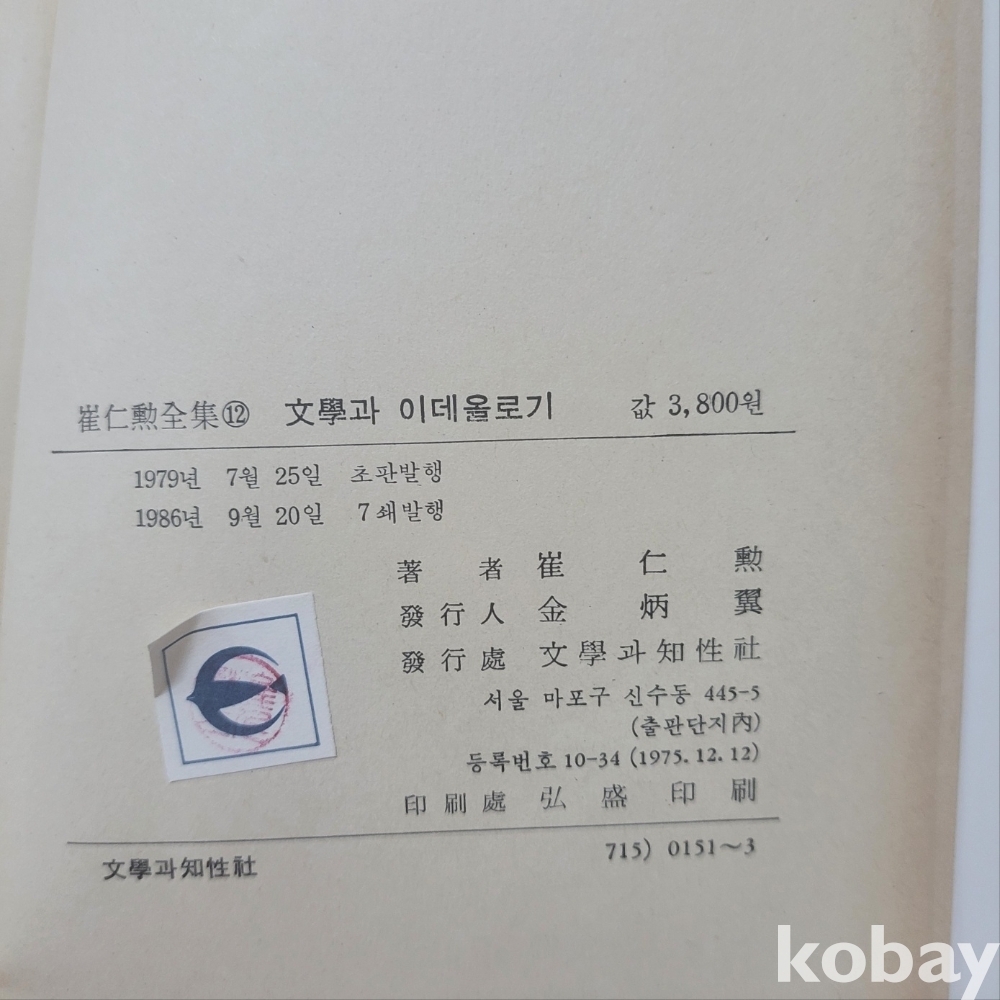 崔仁勳全集⑫ 文學과 이데올로기 값 3,800원
1979년 7월 25일 초판발행
1986년 9월 20일 7쇄발행
著者 崔仁勳
發行人 金炳翼
發行處 文學과知性社
서울 마포구 신수동 445-5
(출판단지內)
등록번호 10-34 (1975. 12. 12)
印刷處 弘盛印刷
715) 0151~3
文學과知性社
kobay